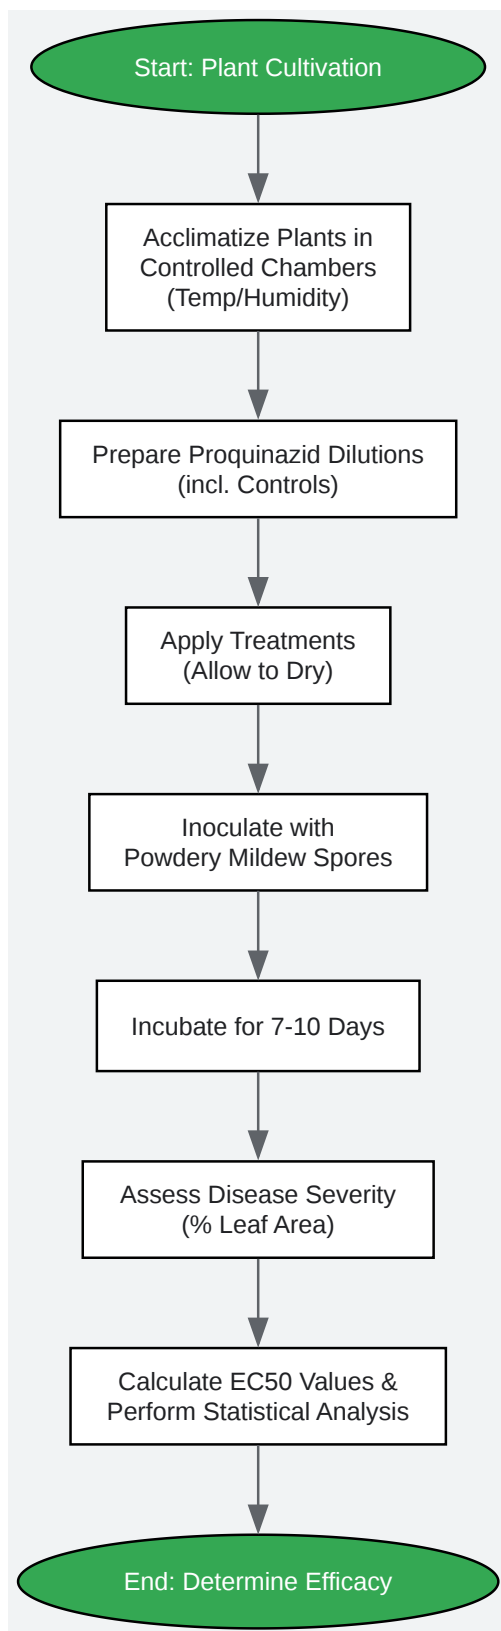 Start: Plant Cultivation
Acclimatize Plants in
Controlled Chambers
(Temp/Humidity)
Prepare Proquinazid Dilutions
(incl. Controls)
Apply Treatments
(Allow to Dry)
Inoculate with
Powdery Mildew Spores
Incubate for 7-10 Days
Assess Disease Severity
(% Leaf Area)
Calculate EC50 Values &
Perform Statistical Analysis
End: Determine Efficacy